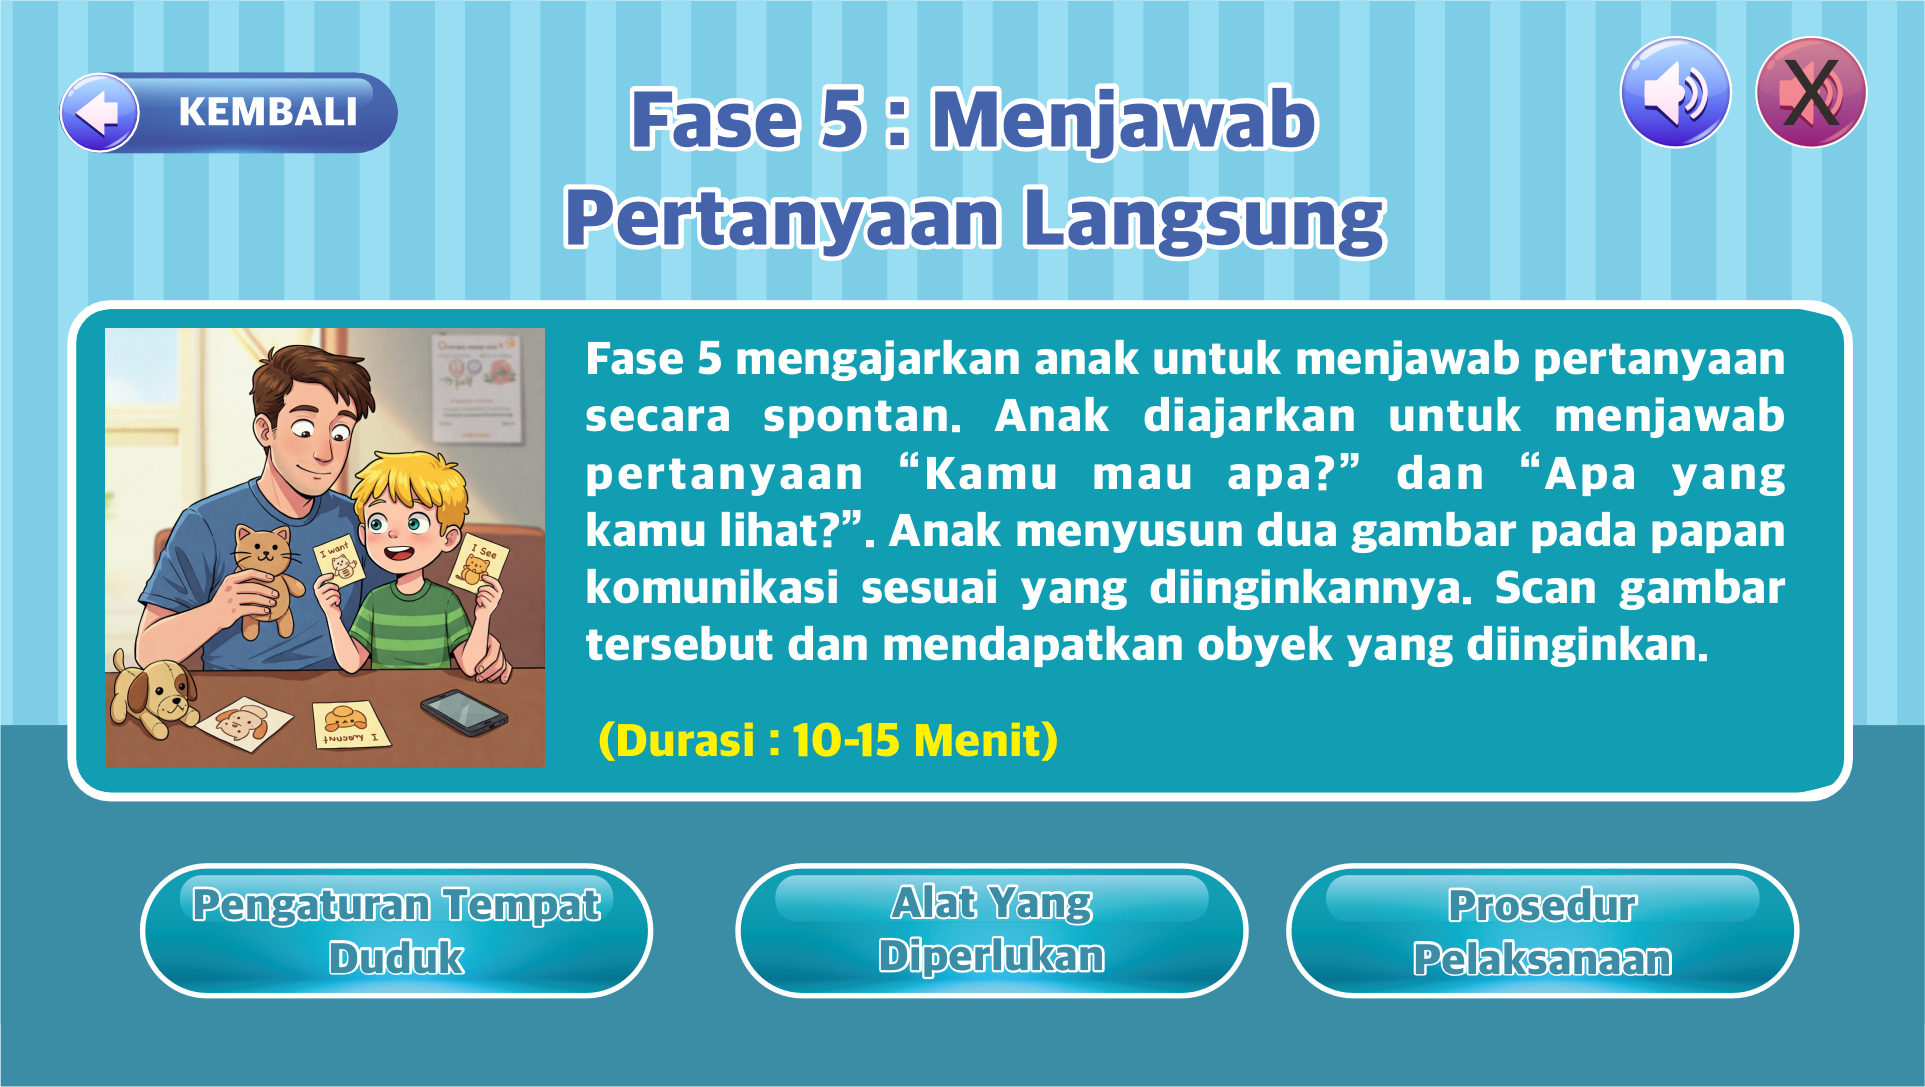 KEMBALI
Fase 5 : Menjawab
Pertanyaan Langsung
X
I want
I See
Fase 5 mengajarkan anak untuk menjawab pertanyaan
secara spontan. Anak diajarkan untuk menjawab
pertanyaan “Kamu mau apa?” dan “Apa yang
kamu lihat?”. Anak menyusun dua gambar pada papan
komunikasi sesuai yang diinginkannya. Scan gambar
tersebut dan mendapatkan obyek yang diinginkan.
(Durasi : 10-15 Menit)
Pengaturan Tempat
Duduk
Alat Yang
Diperlukan
Prosedur
Pelaksanaan